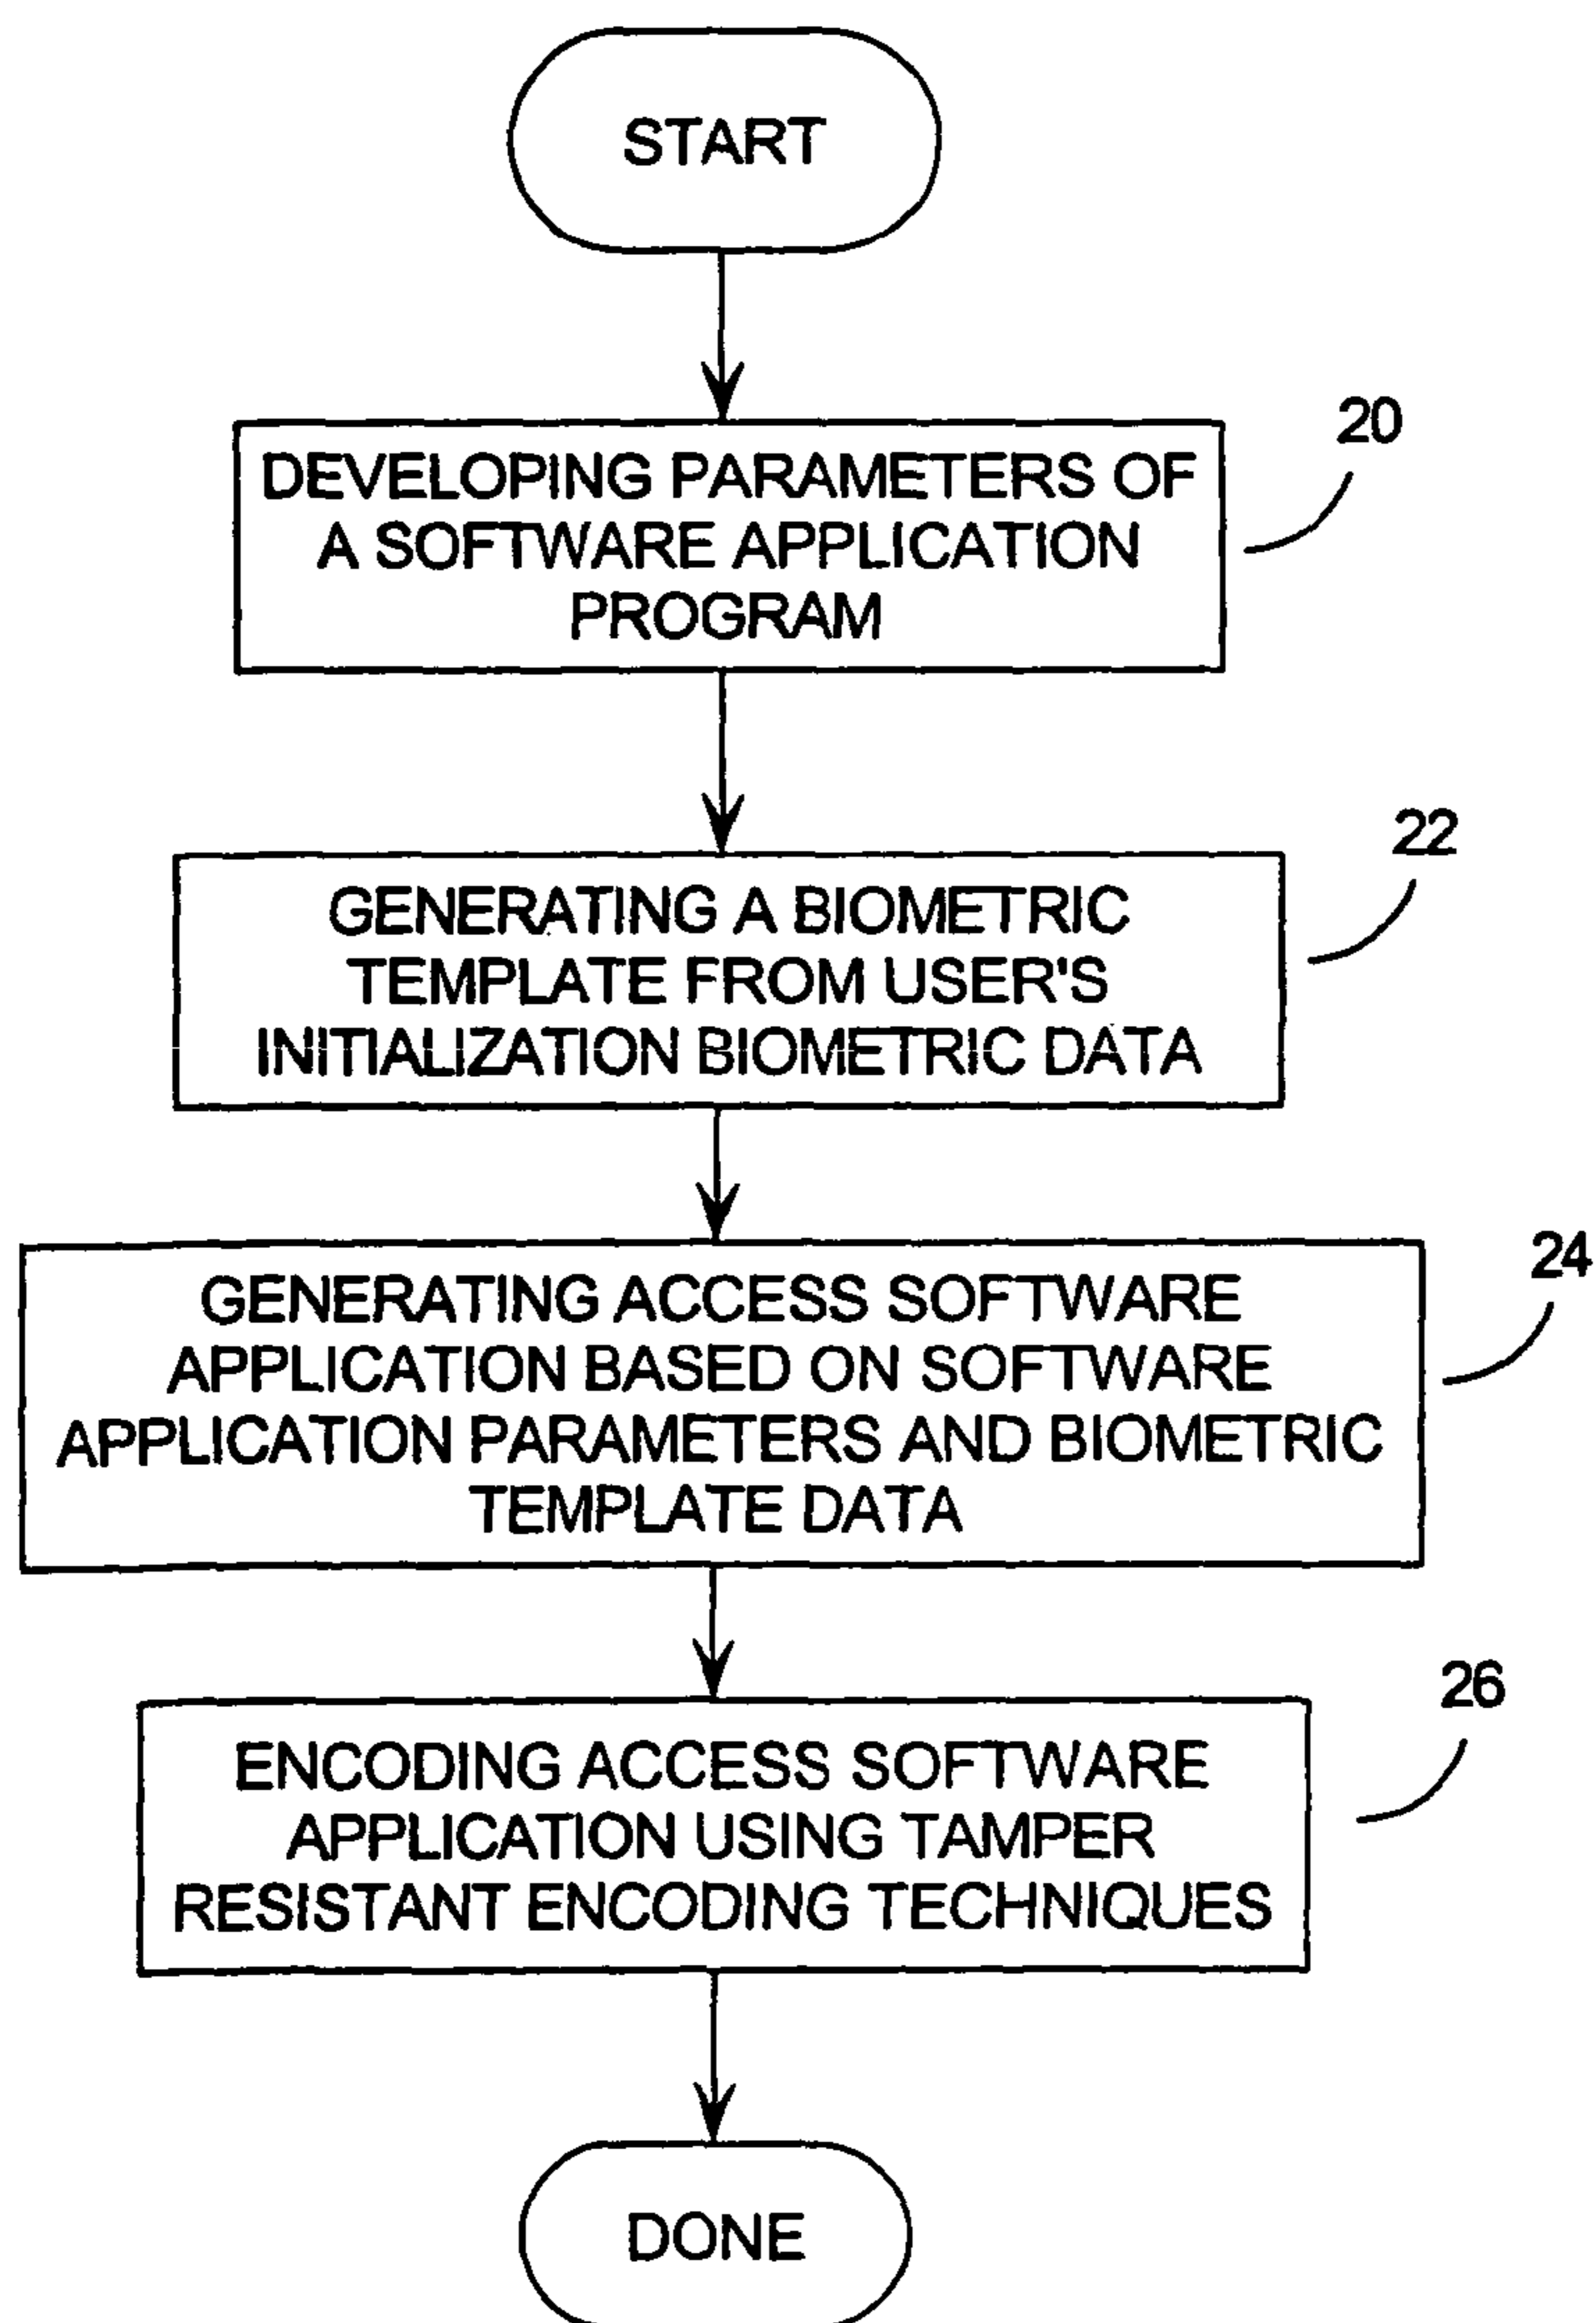 START
20
DEVELOPING PARAMETERS OF
A SOFTWARE APPLICATION
PROGRAM
22
GENERATING A BIOMETRIC
TEMPLATE FROM USER'S
INITIALIZATION BIOMETRIC DATA
24
GENERATING ACCESS SOFTWARE
APPLICATION BASED ON SOFTWARE
APPLICATION PARAMETERS AND BIOMETRIC
TEMPLATE DATA
26
ENCODING ACCESS SOFTWARE
APPLICATION USING TAMPER
RESISTANT ENCODING TECHNIQUES
DONE